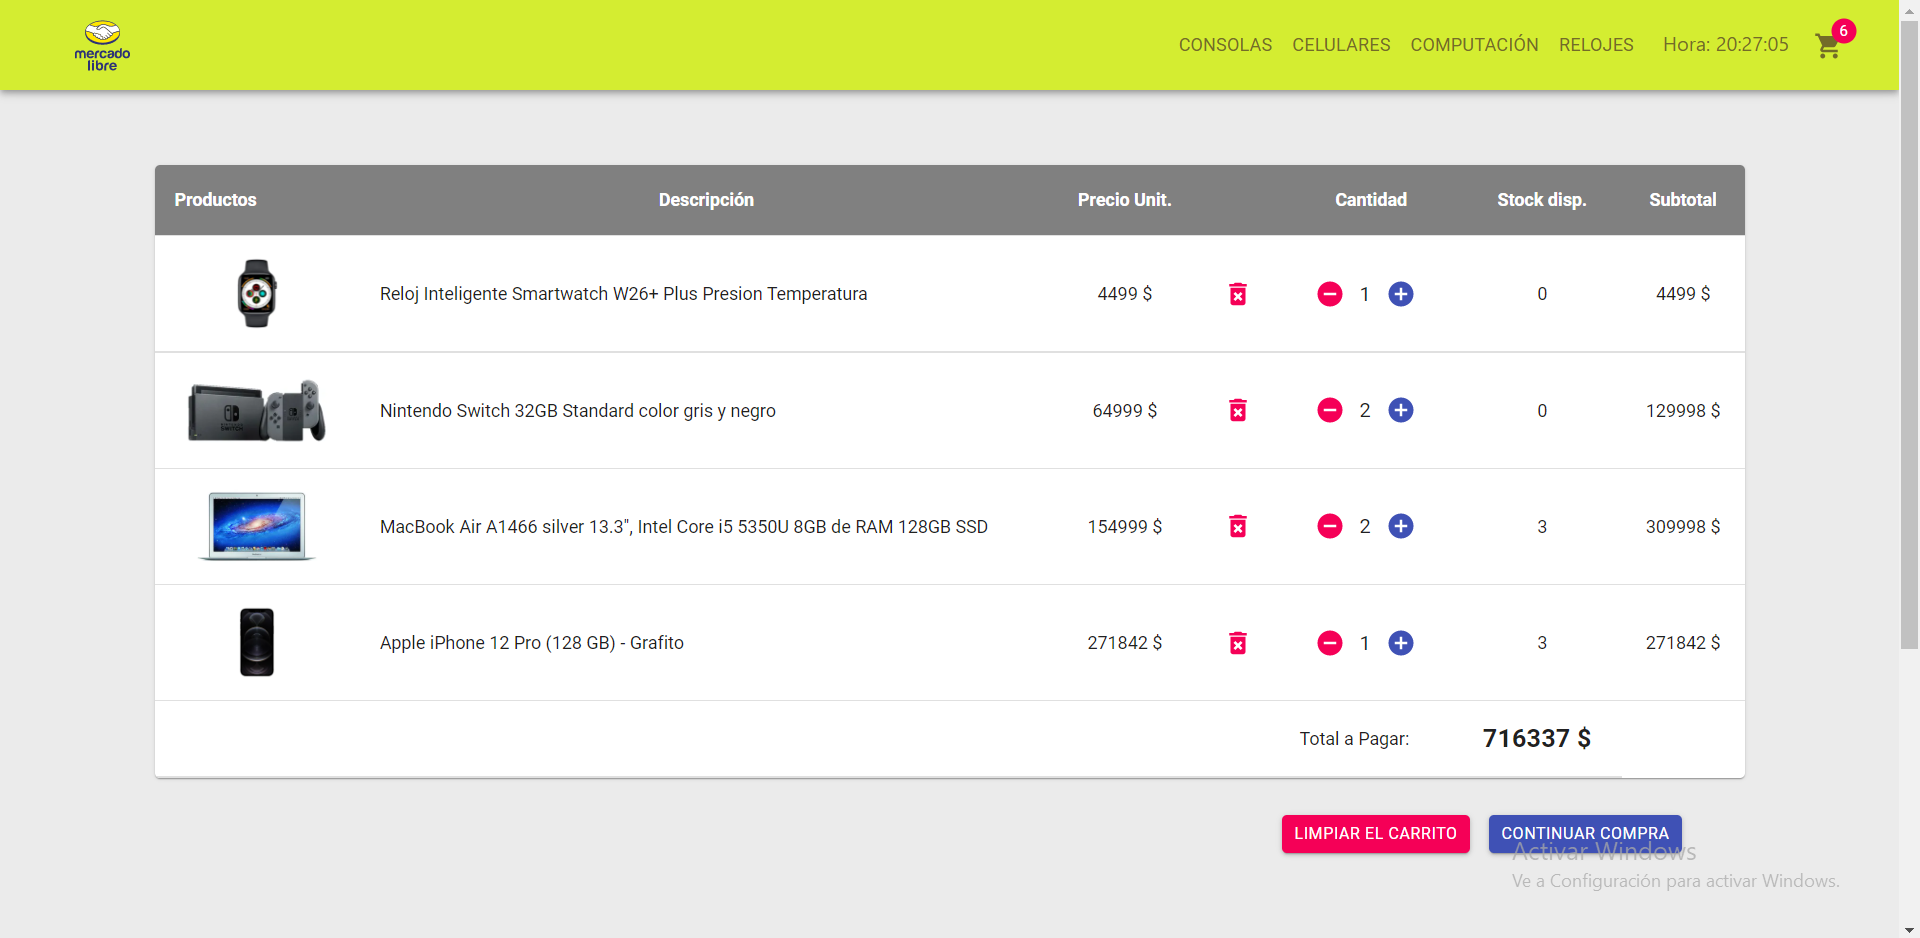 mercado
libre
CONSOLAS CELULARES COMPUTACIÓN RELOJES Hora: 20:27:05 6
Productos Descripción Precio Unit. Cantidad Stock disp. Subtotal
Reloj Inteligente Smartwatch W26+ Plus Presion Temperatura 4499 $ 1 0 4499 $
Nintendo Switch 32GB Standard color gris y negro 64999 $ 2 0 129998 $
MacBook Air A1466 silver 13.3", Intel Core i5 5350U 8GB de RAM 128GB SSD 154999 $ 2 3 309998 $
Apple iPhone 12 Pro (128 GB) - Grafito 271842 $ 1 3 271842 $
Total a Pagar: 716337 $
LIMPIAR EL CARRITO CONTINUAR COMPRA
Activar Windows
Ve a Configuración para activar Windows.